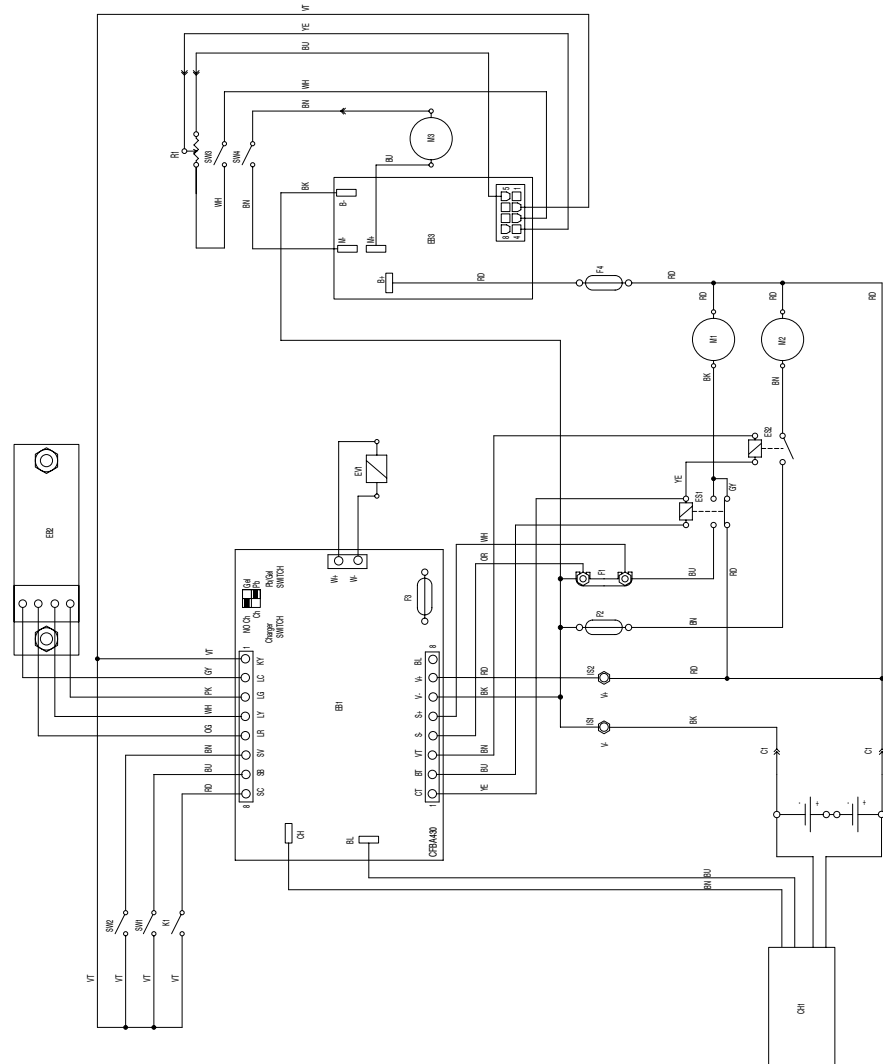 VT
YE
BU
WH
BN
R1
SW3
SW4
M3
BU
WH
BN
BK
B-
M-
M+
EB3
5
1
8
4
B+
RD
F4
RD
RD
RD
RD
M1
M2
BK
BN
EB2
EV1
ES2
YE
ES1
GY
WH
OR
F1
BU
RD
F2
BN
W+
W-
Gel
Pb
Pb/Gel
SWITCH
NO Ch
Ch
Charger
SWITCH
F3
VT
GY
PK
WH
OG
BN
BU
RD
1
KY
LC
LG
LY
LR
SV
SB
SC
8
EB1
BL
V+
V-
S+
S-
VT
BT
CT
8
1
RD
BK
BN
BU
YE
IS2
V+
RD
IS1
V-
BK
CH
BL
CFBA430
C1
C1
-
+
-
+
BU
BN
SW2
SW1
K1
VT
VT
VT
VT
CH1